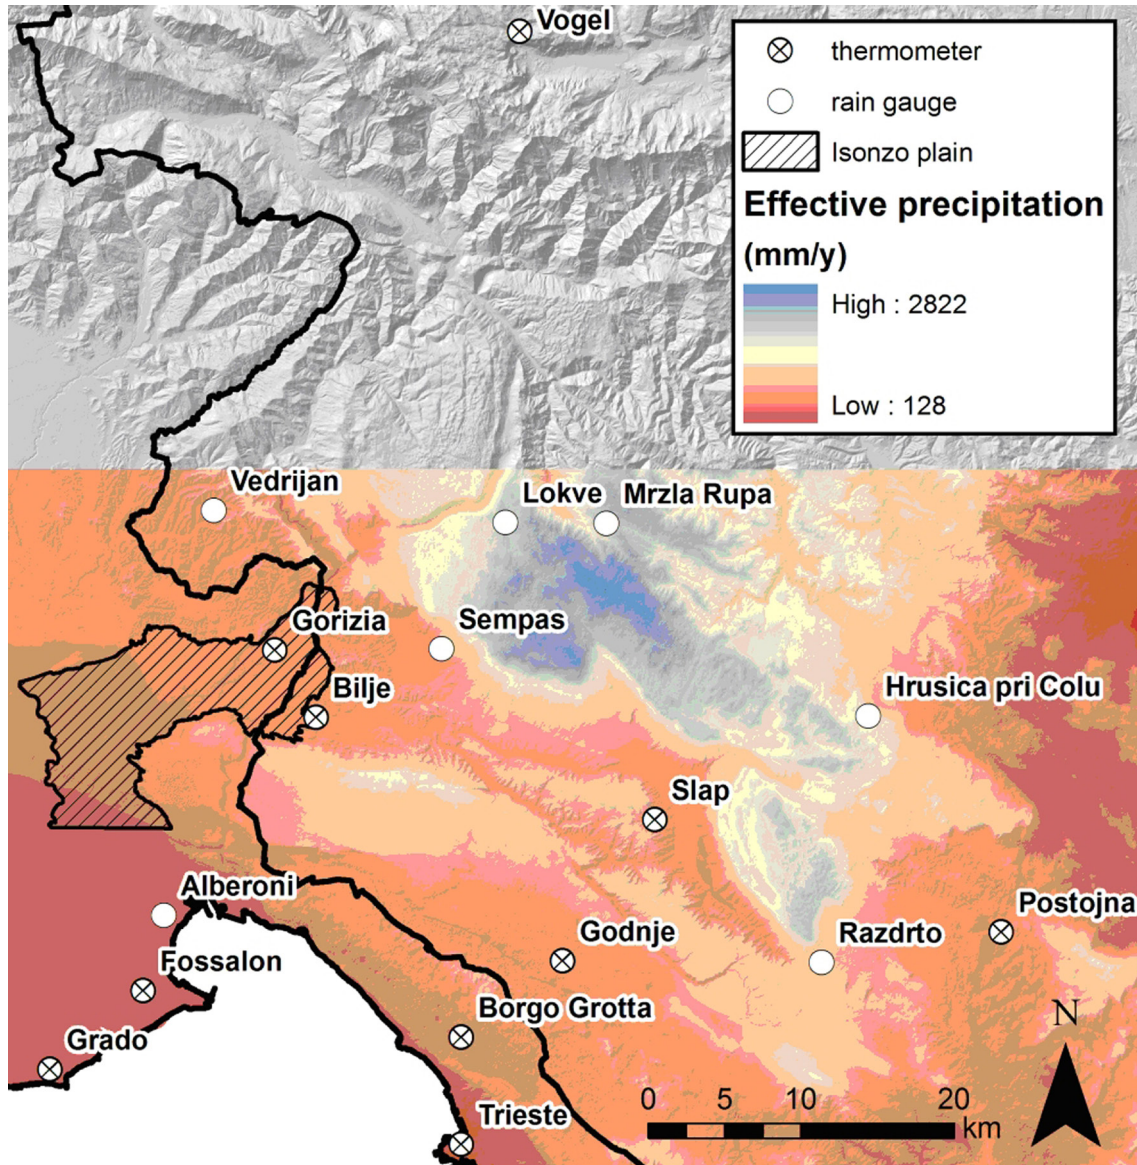 Vogel
thermometer
rain gauge
Isonzo plain
Effective precipitation
(mm/y)
High : 2822
Low : 128
Vedrijan
Lokve
Mrzla Rupa
Gorizia
Sempas
Bilje
Hrusica pri Colu
Slap
Alberoni
Postojna
Fossalon
Godnje
Razdrto
Borgo Grotta
Grado
N
0 5 10 20
km
Trieste